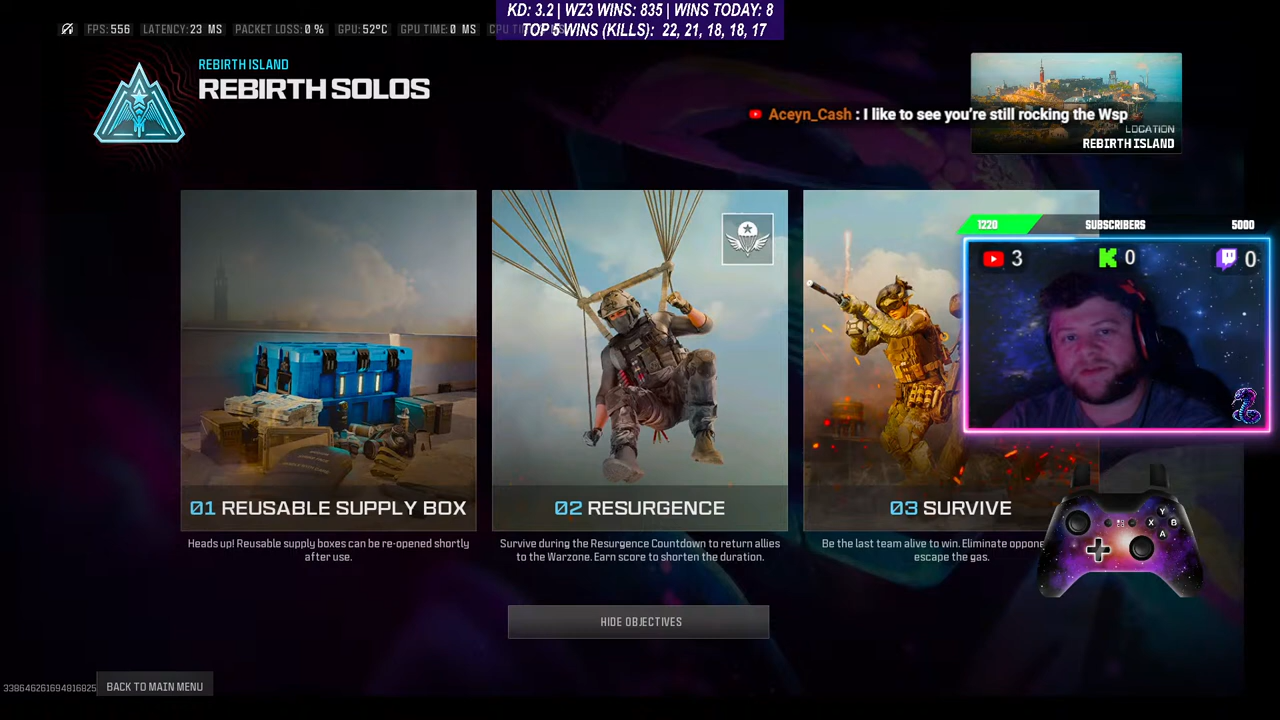 KD: 3.2 | WZ3 WINS: 835 | WINS TODAY: 8
TOP 5 WINS (KILLS): 22, 21, 18, 18, 17
FPS: 556 LATENCY: 23 MS PACKET LOSS: 0 % GPU: 52°C GPU TIME: 0 MS
REBIRTH ISLAND
REBIRTH SOLOS
Aceyn_Cash : I like to see you're still rocking the Wsp
LOCATION
REBIRTH ISLAND
1220 SUBSCRIBERS 5000
3 K 0 0
01 REUSABLE SUPPLY BOX
Heads up! Reusable supply boxes can be re-opened shortly
after use.
02 RESURGENCE
Survive during the Resurgence Countdown to return allies
to the Warzone. Earn score to shorten the duration.
03 SURVIVE
Be the last team alive to win. Eliminate oppone
escape the gas.
Y
X B
A
HIDE OBJECTIVES
BACK TO MAIN MENU